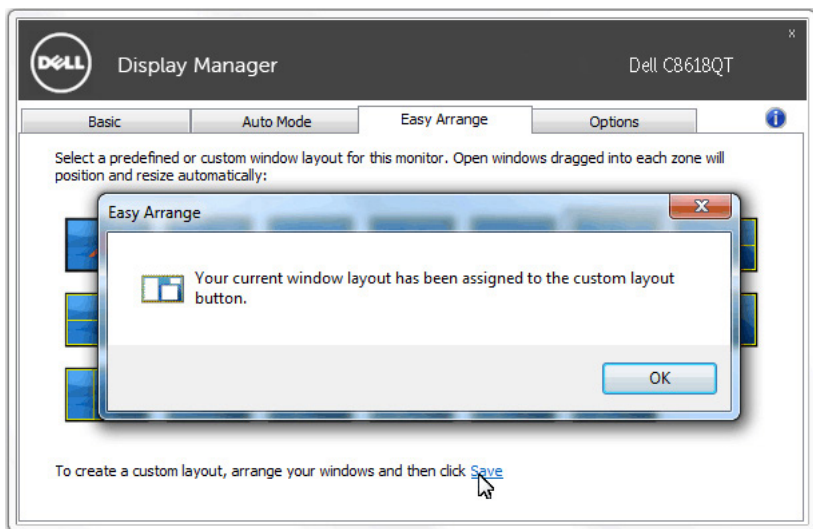 x
DELL
Display Manager
Dell C8618QT
Basic
Auto Mode
Easy Arrange
Options
i
Select a predefined or custom window layout for this monitor. Open windows dragged into each zone will
position and resize automatically:
Easy Arrange
x
Your current window layout has been assigned to the custom layout
button.
OK
To create a custom layout, arrange your windows and then click Save